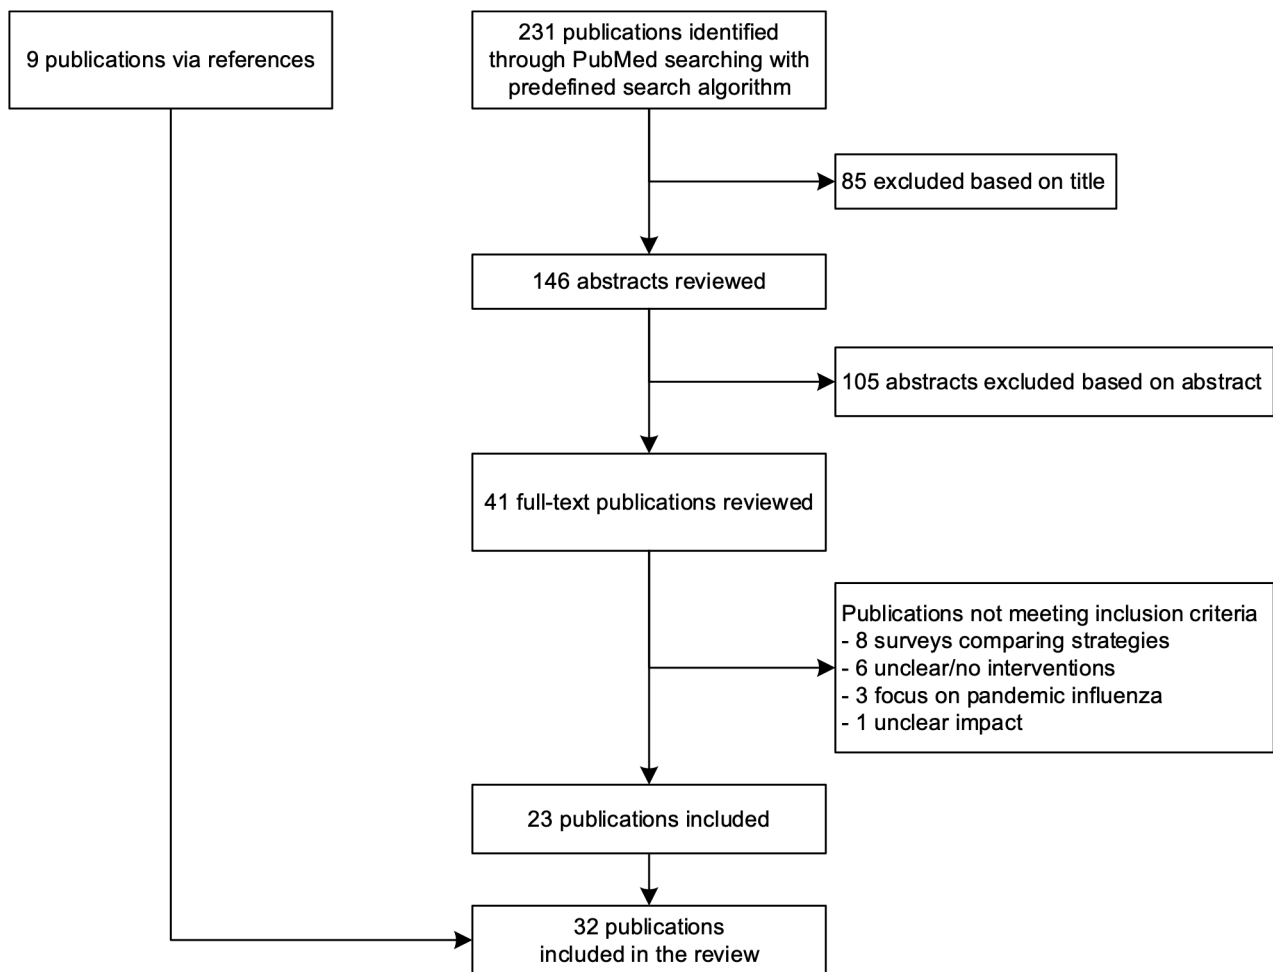 9 publications via references
231 publications identified
through PubMed searching with
predefined search algorithm
85 excluded based on title
146 abstracts reviewed
105 abstracts excluded based on abstract
41 full-text publications reviewed
Publications not meeting inclusion criteria
- 8 surveys comparing strategies
- 6 unclear/no interventions
- 3 focus on pandemic influenza
- 1 unclear impact
23 publications included
32 publications
included in the review